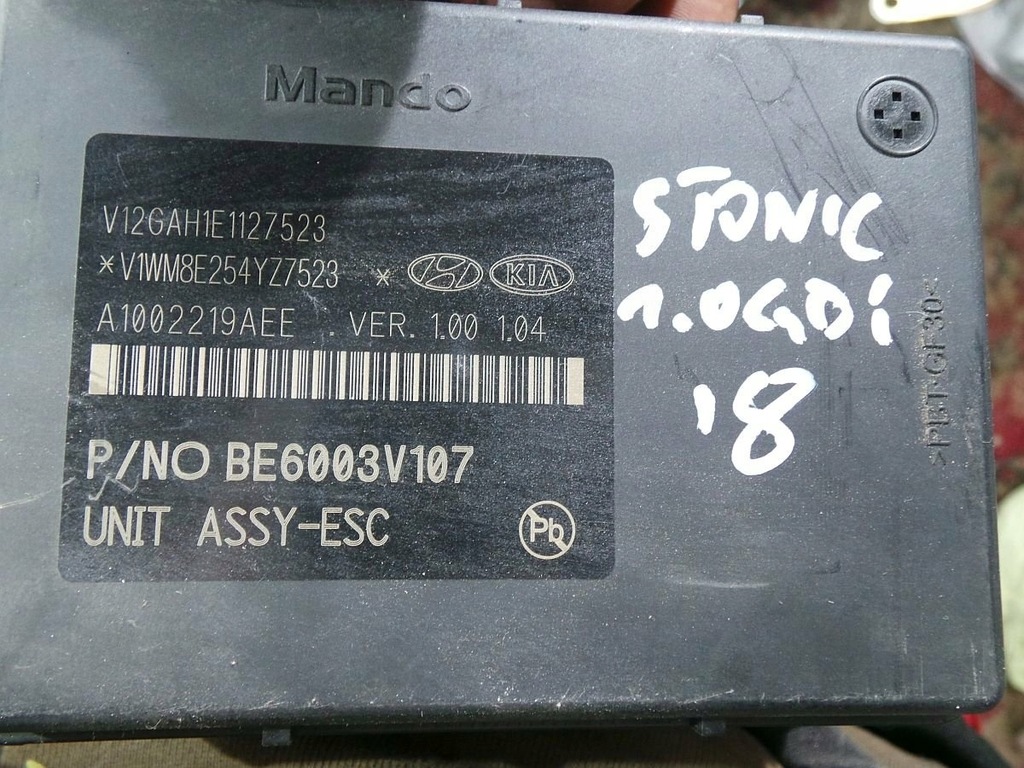 Mando
V12GAH1E1127523
*V1WM8E254YZ7523 * KIA
A1002219AEE . VER. 1.00 1.04
P/NO BE6003V107
UNIT ASSY-ESC
Pb
STONIC
1.0GDi
'8
>PBT-GF30<